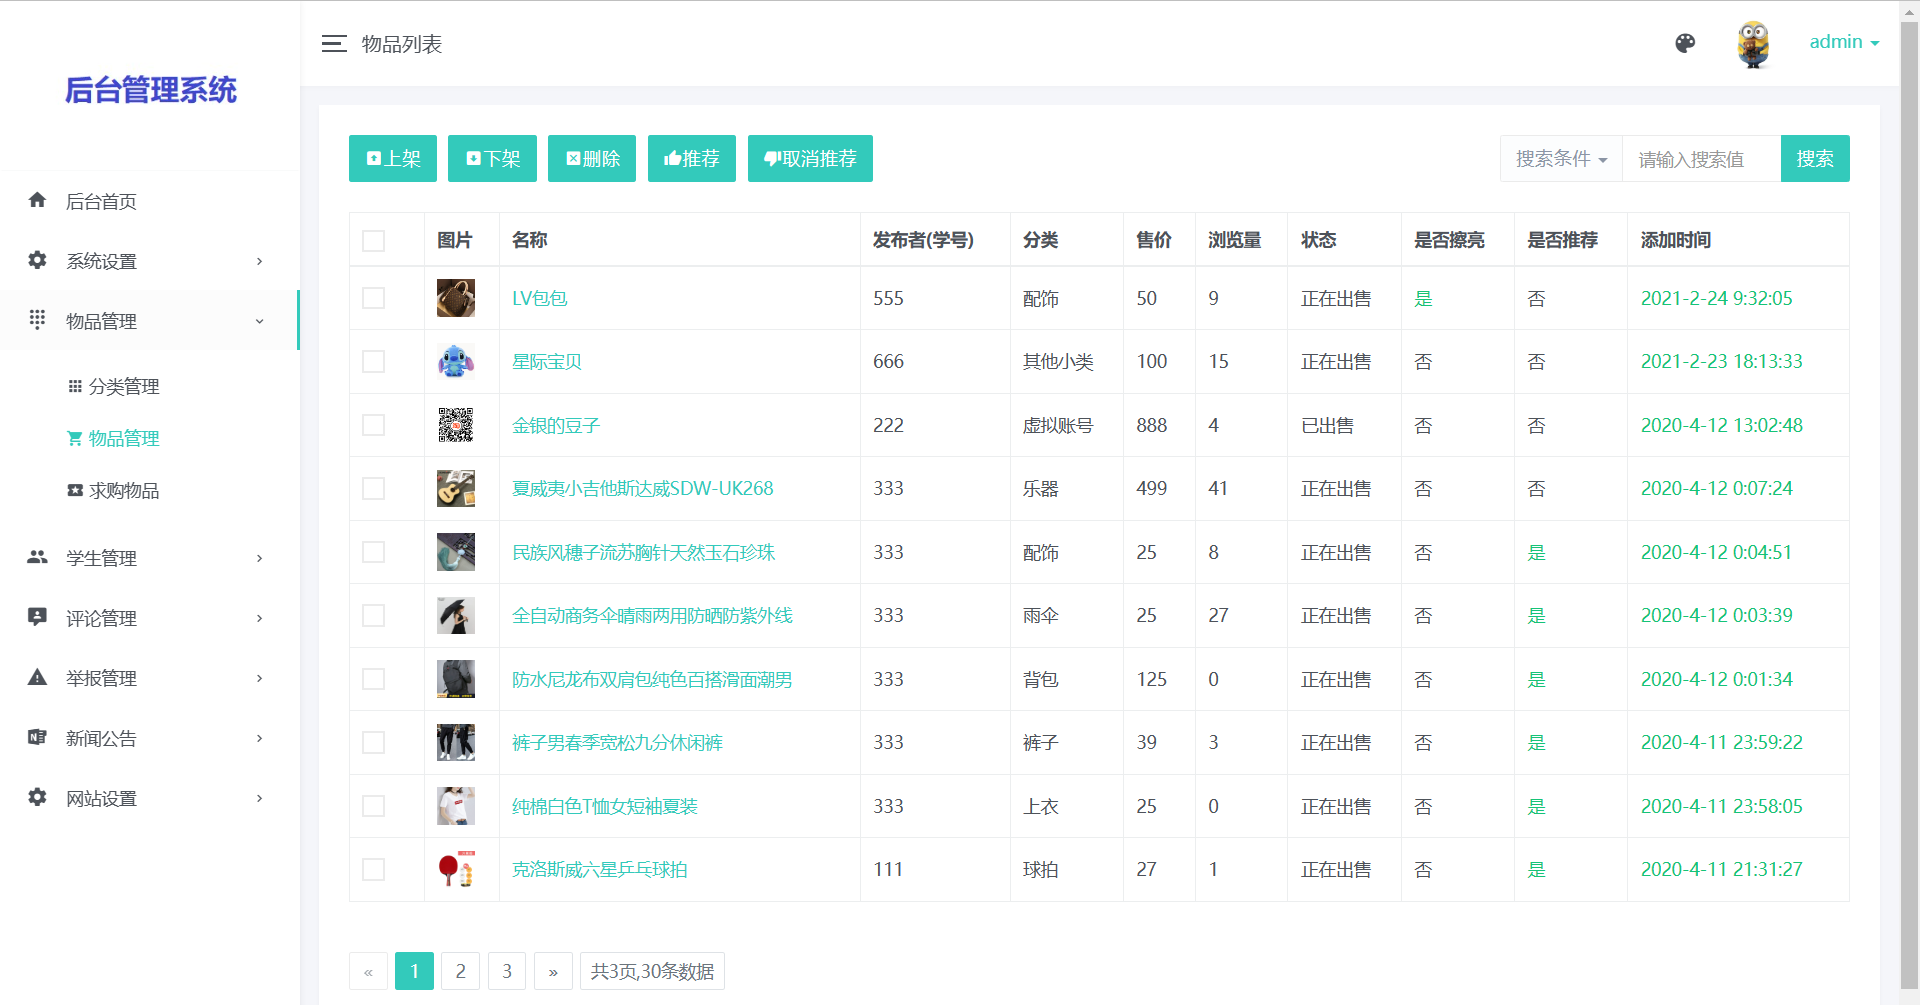 后台管理系统
物品列表
admin
后台首页
系统设置
物品管理
分类管理
物品管理
求购物品
学生管理
评论管理
举报管理
新闻公告
网站设置
上架 下架 删除 推荐 取消推荐 搜索条件 请输入搜索值 搜索
图片 名称 发布者(学号) 分类 售价 浏览量 状态 是否擦亮 是否推荐 添加时间
LV包包 555 配饰 50 9 正在出售 是 否 2021-2-24 9:32:05
星际宝贝 666 其他小类 100 15 正在出售 否 否 2021-2-23 18:13:33
金银的豆子 222 虚拟账号 888 4 已出售 否 否 2020-4-12 13:02:48
夏威夷小吉他斯达威SDW-UK268 333 乐器 499 41 正在出售 否 否 2020-4-12 0:07:24
民族风穗子流苏胸针天然玉石珍珠 333 配饰 25 8 正在出售 否 是 2020-4-12 0:04:51
全自动商务伞晴雨两用防晒防紫外线 333 雨伞 25 27 正在出售 否 是 2020-4-12 0:03:39
防水尼龙布双肩包纯色百搭滑面潮男 333 背包 125 0 正在出售 否 是 2020-4-12 0:01:34
裤子男春季宽松九分休闲裤 333 裤子 39 3 正在出售 否 是 2020-4-11 23:59:22
纯棉白色T恤女短袖夏装 333 上衣 25 0 正在出售 否 是 2020-4-11 23:58:05
克洛斯威六星乒乓球拍 111 球拍 27 1 正在出售 否 是 2020-4-11 21:31:27
« 1 2 3 » 共3页,30条数据